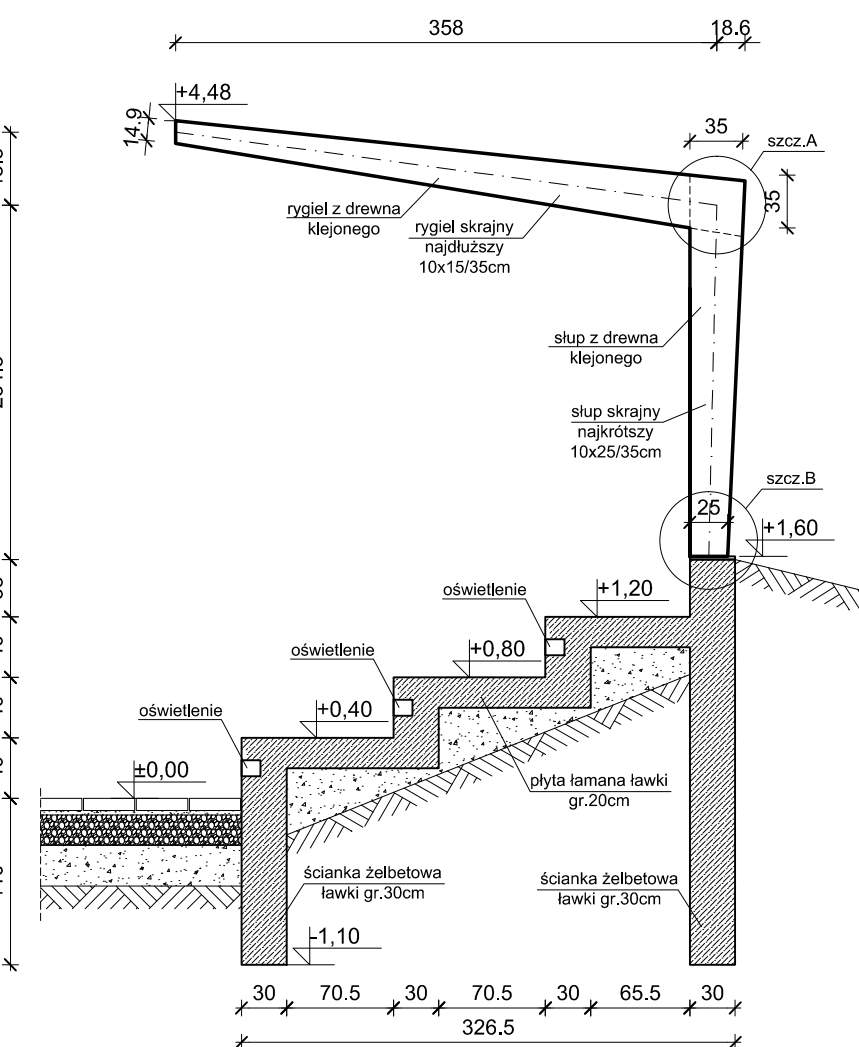 358
18.6
+4,48
14.9
35
szcz.A
35
rygiel z drewna
klejonego
rygiel skrajny
najdłuższy
10x15/35cm
słup z drewna
klejonego
słup skrajny
najkrótszy
10x25/35cm
szcz.B
25
+1,60
oświetlenie
+1,20
oświetlenie
+0,80
oświetlenie
+0,40
±0,00
płyta łamana ławki
gr.20cm
ścianka żelbetowa
ławki gr.30cm
ścianka żelbetowa
ławki gr.30cm
-1,10
30
70.5
30
70.5
30
65.5
30
326.5